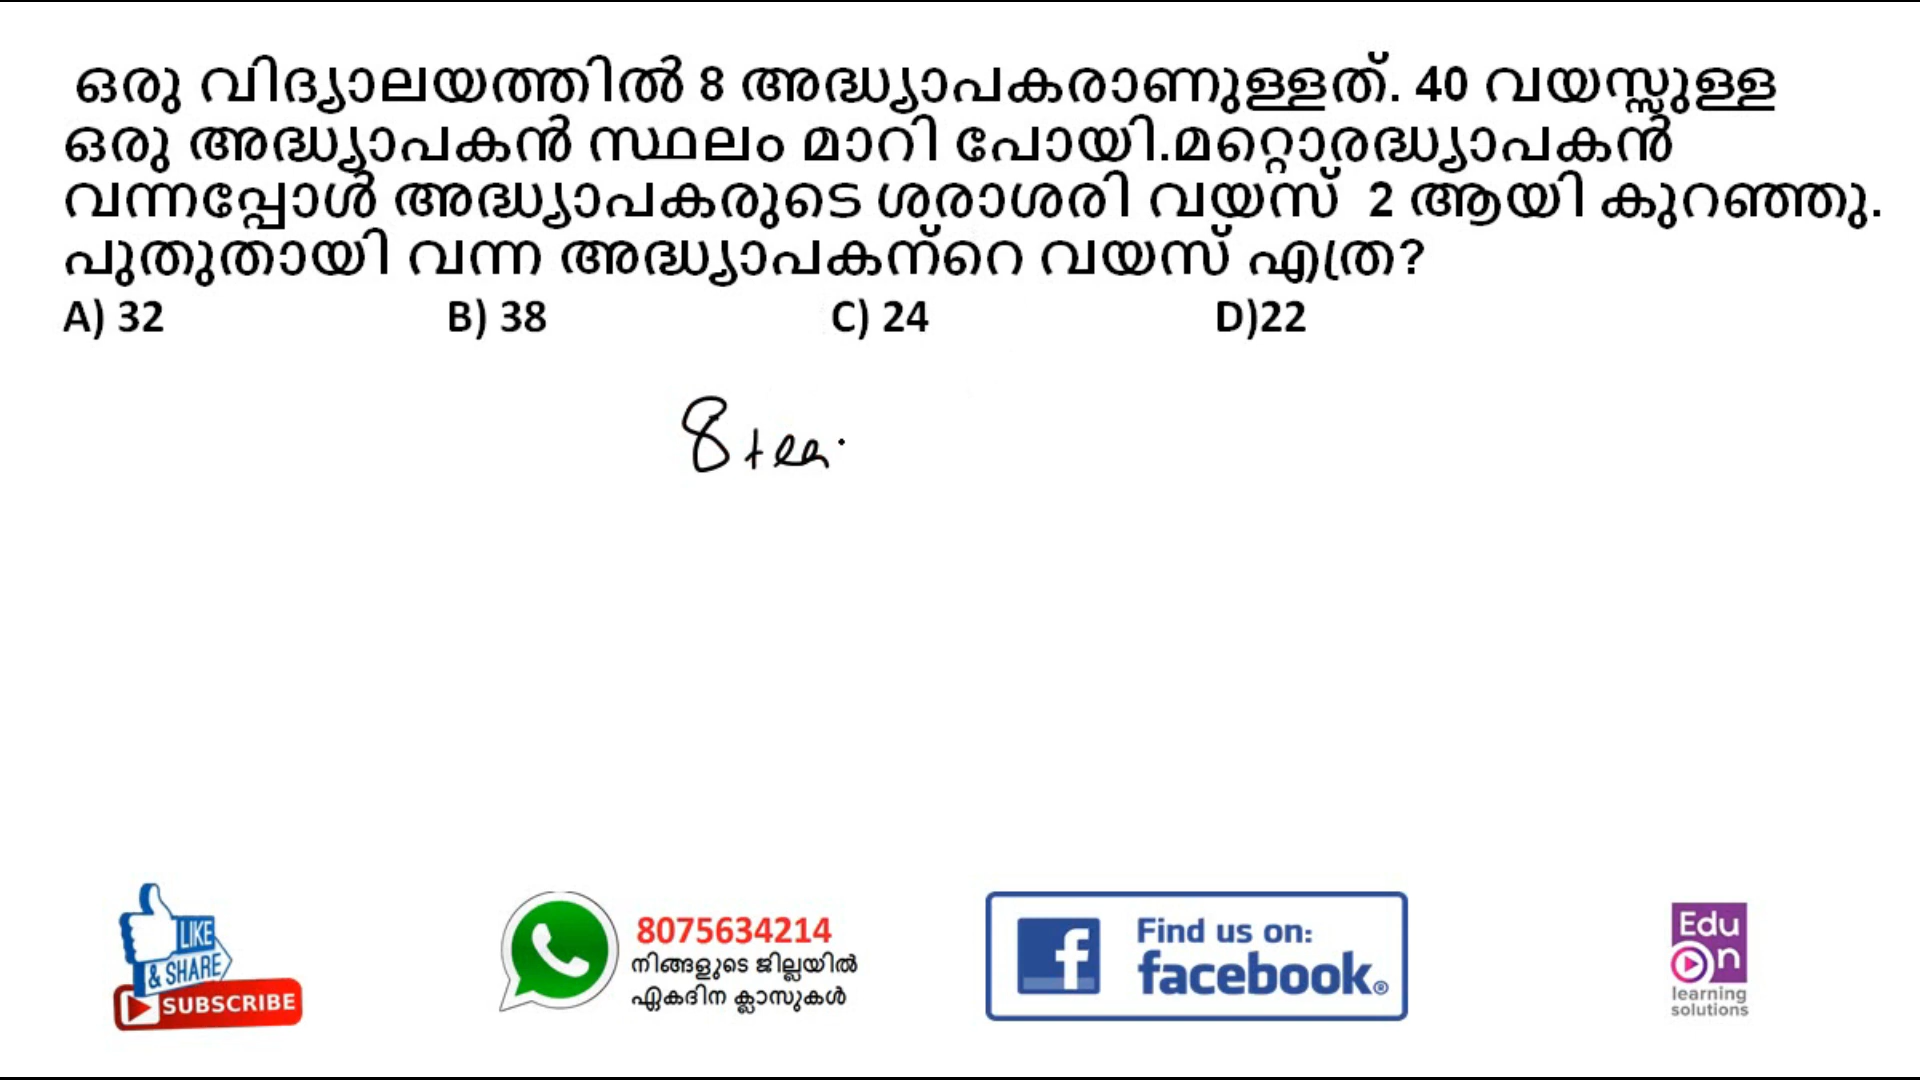 ഒരു വിദ്യാലയത്തിൽ 8 അദ്ധ്യാപകരാണുള്ളത്. 40 വയസ്സുള്ള
ഒരു അദ്ധ്യാപകൻ സ്ഥലം മാറി പോയി.മറ്റൊരദ്ധ്യാപകൻ
വന്നപ്പോൾ അദ്ധ്യാപകരുടെ ശരാശരി വയസ് 2 ആയി കുറഞ്ഞു.
പുതുതായി വന്ന അദ്ധ്യാപകന്റെ വയസ് എത്ര?
A) 32 B) 38 C) 24 D)22
8 tea
LIKE
& SHARE
SUBSCRIBE
8075634214
നിങ്ങളുടെ ജില്ലയിൽ
ഏകദിന ക്ലാസുകൾ
Find us on:
facebook®
Edu
On
learning
solutions